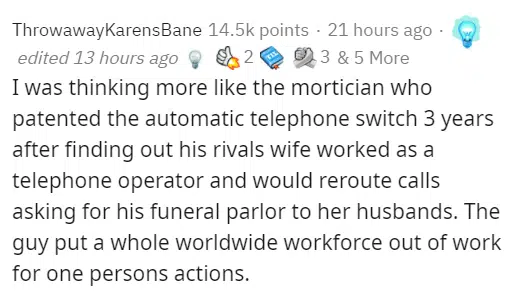 ThrowawayKarensBane 14.5k points · 21 hours ago ·
edited 13 hours ago 2 3 & 5 More
I was thinking more like the mortician who
patented the automatic telephone switch 3 years
after finding out his rivals wife worked as a
telephone operator and would reroute calls
asking for his funeral parlor to her husbands. The
guy put a whole worldwide workforce out of work
for one persons actions.